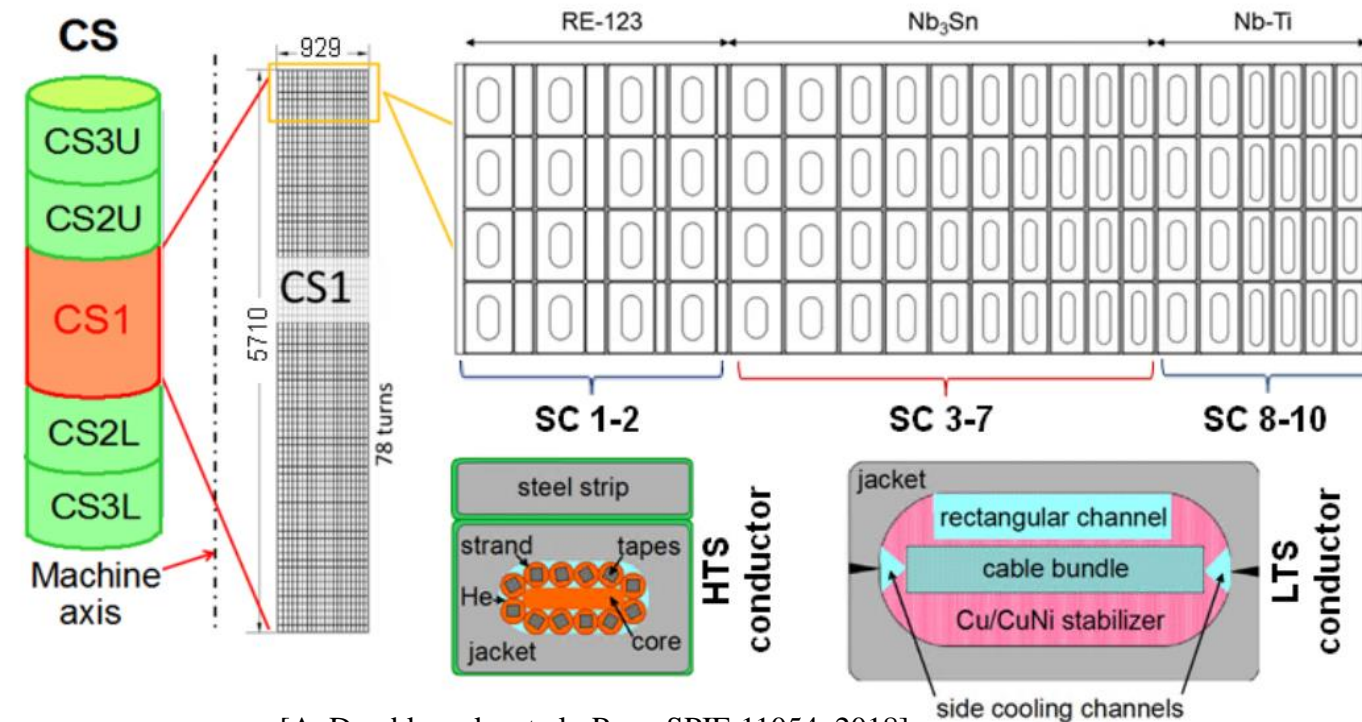 CS
CS3U
CS2U
CS1
CS2L
CS3L
Machine
axis
929
5710
CS1
78 turns
RE-123
Nb₃Sn
Nb-Ti
SC 1-2
SC 3-7
SC 8-10
steel strip
strand
tapes
He
core
jacket
HTS
conductor
jacket
rectangular channel
cable bundle
Cu/CuNi stabilizer
side cooling channels
LTS
conductor